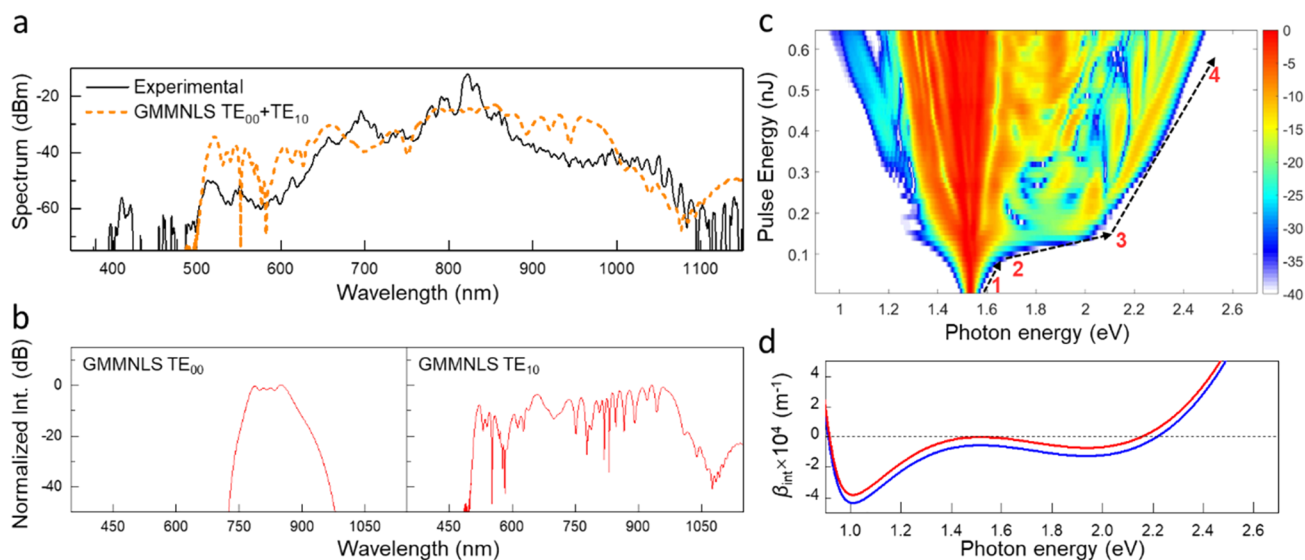 a
Spectrum (dBm)
-20
-40
-60
Experimental
GMMNLS TE₀₀+TE₁₀
400 500 600 700 800 900 1000 1100
Wavelength (nm)
b
Normalized Int. (dB)
0
-20
-40
GMMNLS TE₀₀
GMMNLS TE₁₀
450 600 750 900 1050 450 600 750 900 1050
Wavelength (nm)
c
Pulse Energy (nJ)
0.6
0.5
0.4
0.3
0.2
0.1
1
2
3
4
1 1.2 1.4 1.6 1.8 2 2.2 2.4 2.6
Photon energy (eV)
0
-5
-10
-15
-20
-25
-30
-35
-40
d
βint×10⁴ (m⁻¹)
4
2
0
-2
-4
1.0 1.2 1.4 1.6 1.8 2.0 2.2 2.4 2.6
Photon energy (eV)